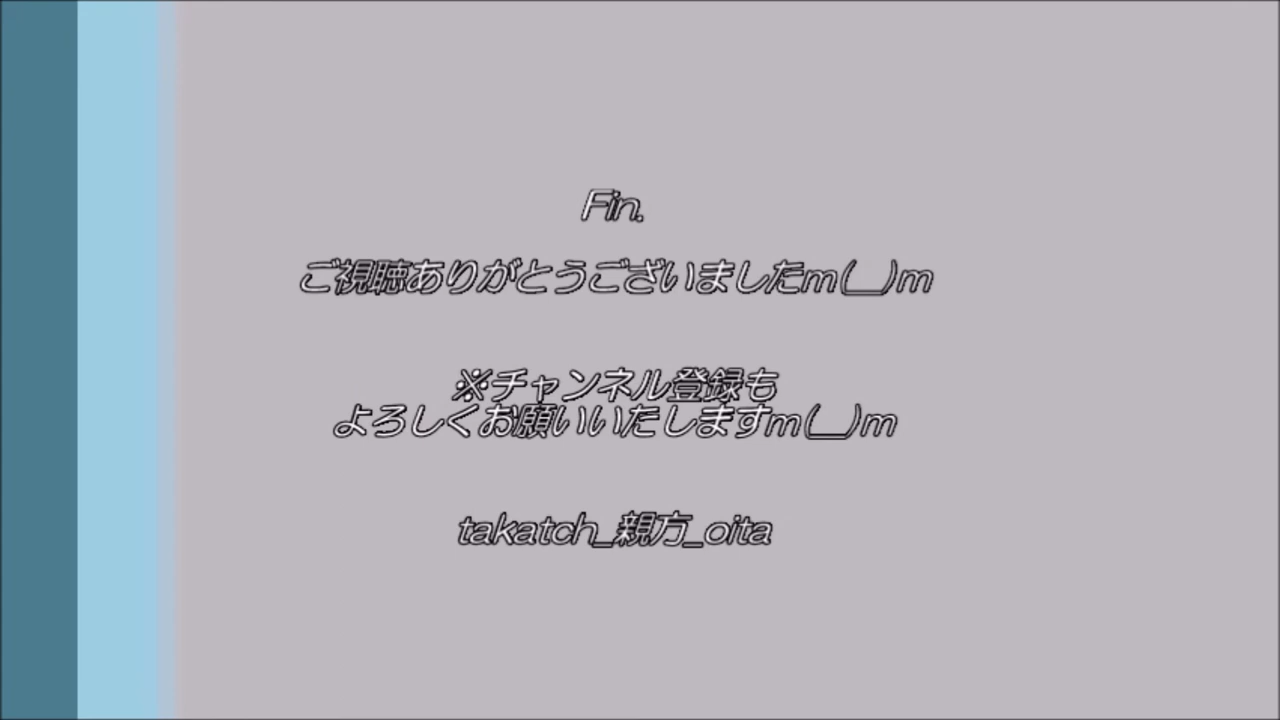 Fin.
ご視聴ありがとうございましたm(__)m
※チャンネル登録も
よろしくお願いいたしますm(__)m
takatch_親方_oita